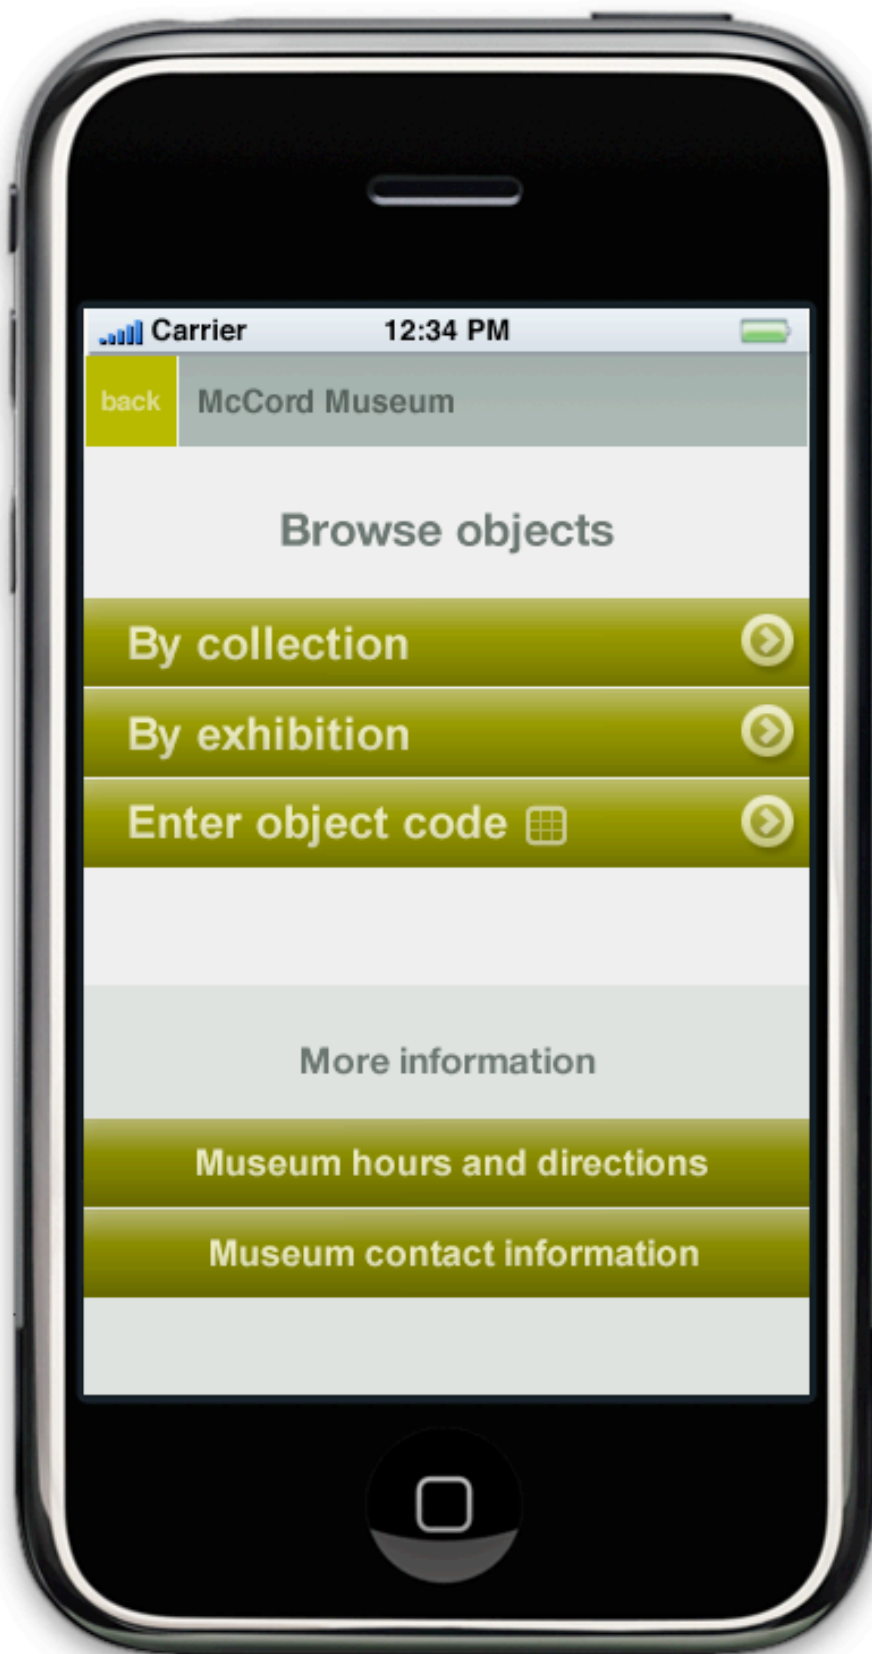 Carrier 12:34 PM
back McCord Museum
Browse objects
By collection
By exhibition
Enter object code
More information
Museum hours and directions
Museum contact information